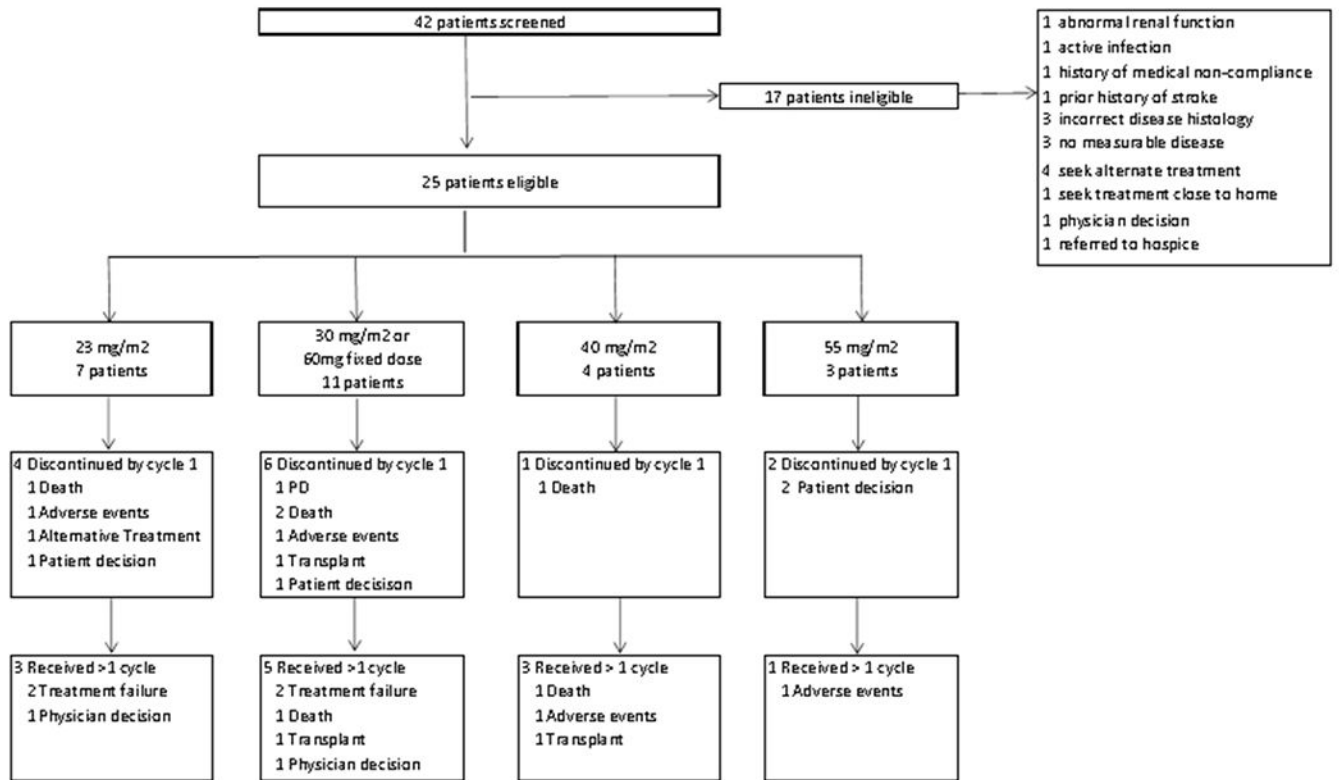 42 patients screened
17 patients ineligible
1 abnormal renal function
1 active infection
1 history of medical non-compliance
1 prior history of stroke
3 incorrect disease histology
3 no measurable disease
4 seek alternate treatment
1 seek treatment close to home
1 physician decision
1 referred to hospice
25 patients eligible
23 mg/m2
7 patients
30 mg/m2 or
60mg fixed dose
11 patients
40 mg/m2
4 patients
55 mg/m2
3 patients
4 Discontinued by cycle 1
1 Death
1 Adverse events
1 Alternative Treatment
1 Patient decision
6 Discontinued by cycle 1
1 PD
2 Death
1 Adverse events
1 Transplant
1 Patient decisison
1 Discontinued by cycle 1
1 Death
2 Discontinued by cycle 1
2 Patient decision
3 Received >1 cycle
2 Treatment failure
1 Physician decision
5 Received >1 cycle
2 Treatment failure
1 Death
1 Transplant
1 Physician decision
3 Received > 1 cycle
1 Death
1 Adverse events
1 Transplant
1 Received > 1 cycle
1 Adverse events